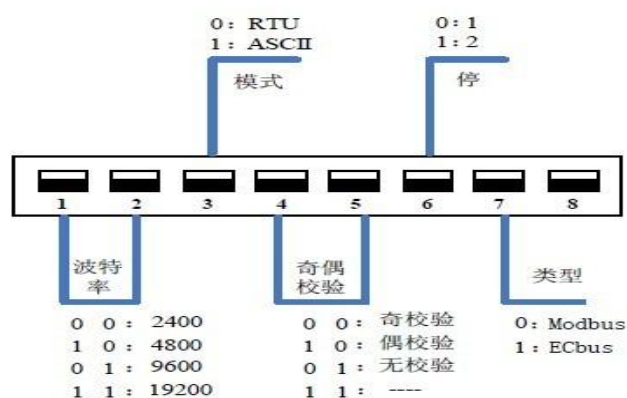 0: RTU
1: ASCII
模式
0:1
1:2
停
1 2 3 4 5 6 7 8
波特
率
0 0: 2400
1 0: 4800
0 1: 9600
1 1: 19200
奇偶
校验
0 0: 奇校验
1 0: 偶校验
0 1: 无校验
1 1: ----
类型
0: Modbus
1: ECbus